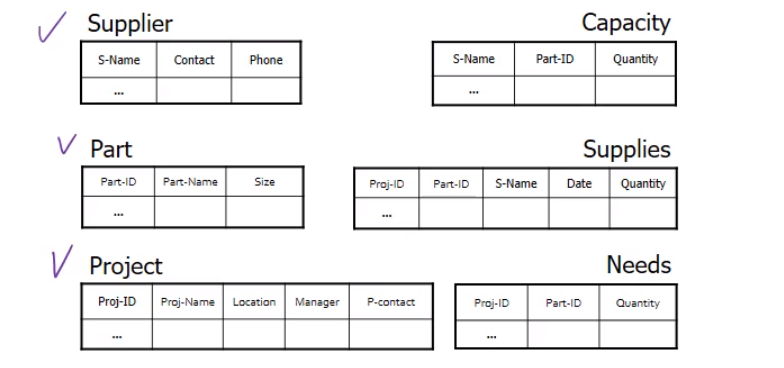 Supplier
S-Name Contact Phone
...
Capacity
S-Name Part-ID Quantity
...
Part
Part-ID Part-Name Size
...
Supplies
Proj-ID Part-ID S-Name Date Quantity
...
Project
Proj-ID Proj-Name Location Manager P-contact
...
Needs
Proj-ID Part-ID Quantity
...